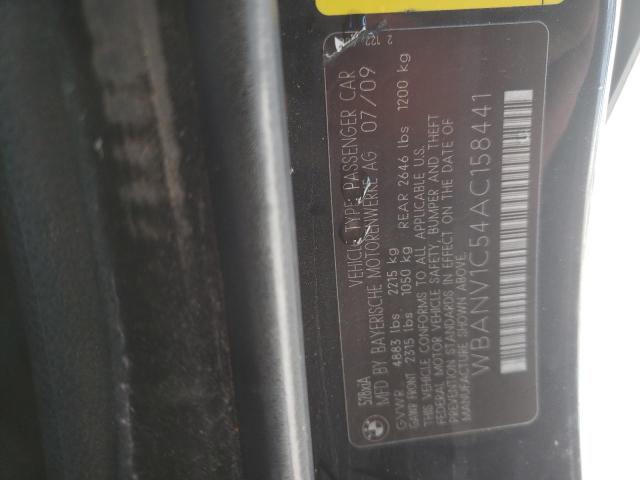 528xiA
VEHICLE TYPE: PASSENGER CAR
MFD BY BAYERISCHE MOTORENWERKE AG 07/09
GVWR 4883 lbs 2215 kg
GAWR FRONT 2315 lbs 1050 kg REAR 2646 lbs 1200 kg
THIS VEHICLE CONFORMS TO ALL APPLICABLE U.S.
FEDERAL MOTOR VEHICLE SAFETY, BUMPER AND THEFT
PREVENTION STANDARDS IN EFFECT ON THE DATE OF
MANUFACTURE SHOWN ABOVE.
WBANV1C54AC158441